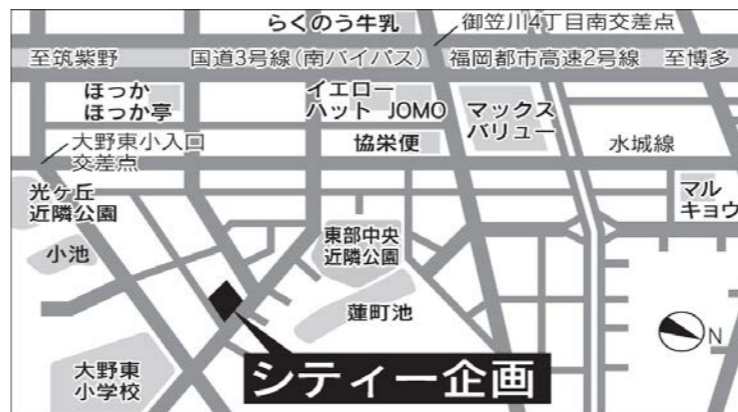 らくのう牛乳
御笠川4丁目南交差点
至筑紫野
国道3号線(南バイパス)
福岡都市高速2号線
至博多
ほっか
ほっか亭
イエロー
ハット JOMO
マックス
バリュー
大野東小入口
交差点
協栄便
水城線
光ヶ丘
近隣公園
マル
キョウ
小池
東部中央
近隣公園
蓮町池
N
大野東
小学校
シティー企画